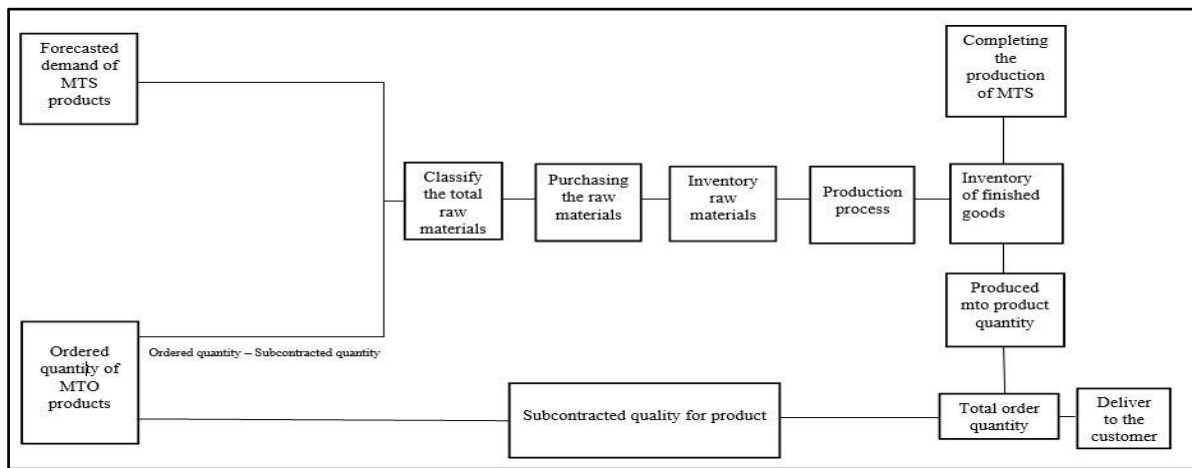 Forecasted
demand of
MTS
products
Completing
the
production
of MTS
Classify
the total
raw
materials
Purchasing
the raw
materials
Inventory
raw
materials
Production
process
Inventory
of finished
goods
Produced
mto product
quantity
Ordered
quantity of
MTO
products
Ordered quantity – Subcontracted quantity
Subcontracted quality for product
Total order
quantity
Deliver
to the
customer